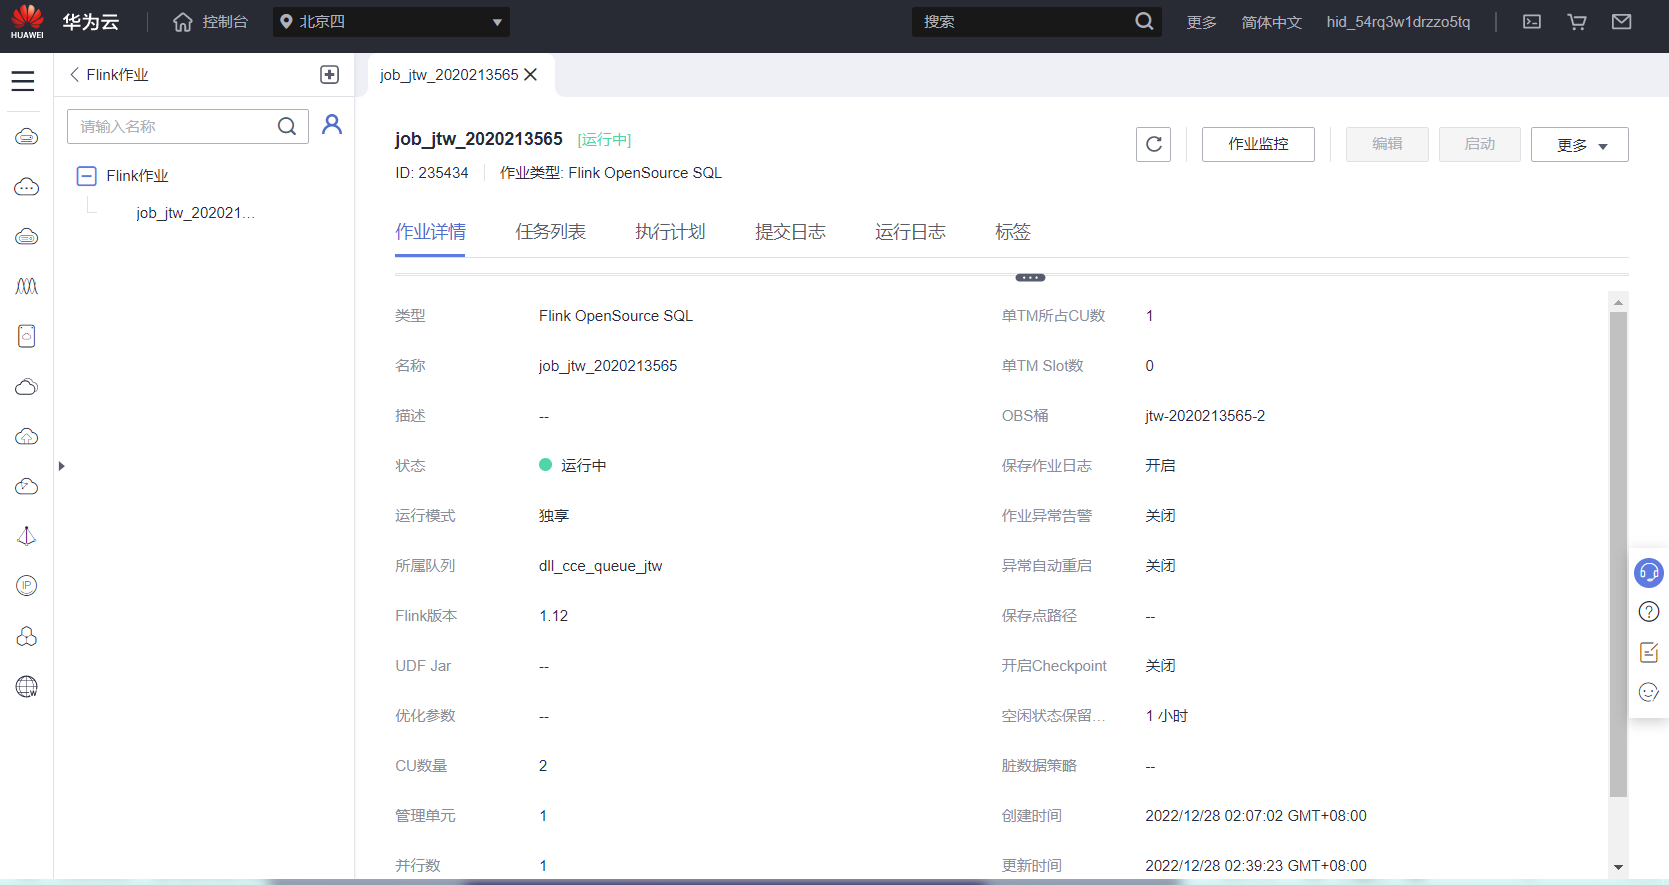 HUAWEI
华为云
控制台
北京四
搜索
更多
简体中文
hid_54rq3w1drzzo5tq
Flink作业
job_jtw_2020213565
请输入名称
Flink作业
job_jtw_202021…
job_jtw_2020213565 [运行中]
作业监控
编辑
启动
更多
ID: 235434
作业类型: Flink OpenSource SQL
作业详情
任务列表
执行计划
提交日志
运行日志
标签
类型 Flink OpenSource SQL
单TM所占CU数 1
名称 job_jtw_2020213565
单TM Slot数 0
描述 --
OBS桶 jtw-2020213565-2
状态 运行中
保存作业日志 开启
运行模式 独享
作业异常告警 关闭
所属队列 dll_cce_queue_jtw
异常自动重启 关闭
Flink版本 1.12
保存点路径 --
UDF Jar --
开启Checkpoint 关闭
优化参数 --
空闲状态保留… 1 小时
CU数量 2
脏数据策略 --
管理单元 1
创建时间 2022/12/28 02:07:02 GMT+08:00
并行数 1
更新时间 2022/12/28 02:39:23 GMT+08:00
IP